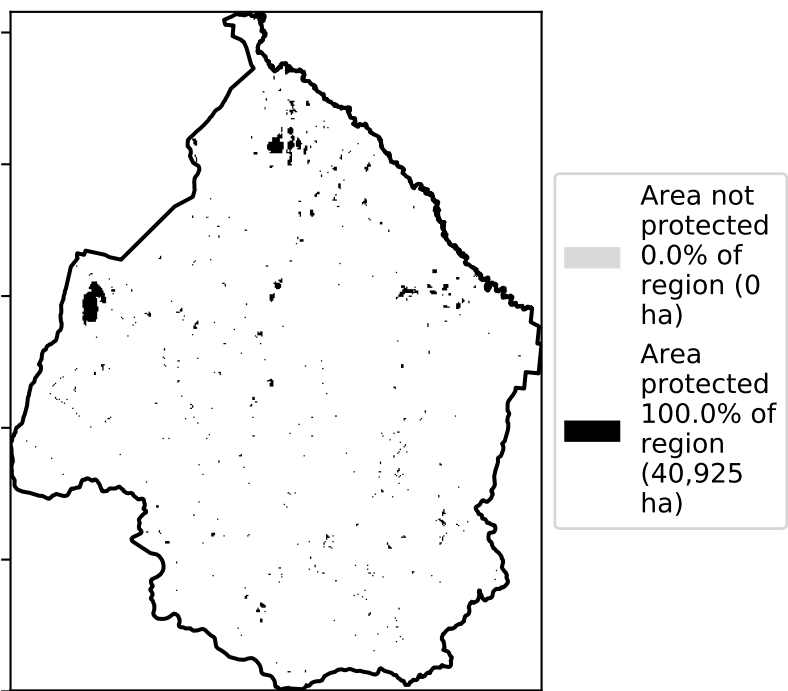 Area not
protected
0.0% of
region (0
ha)
Area
protected
100.0% of
region
(40,925
ha)